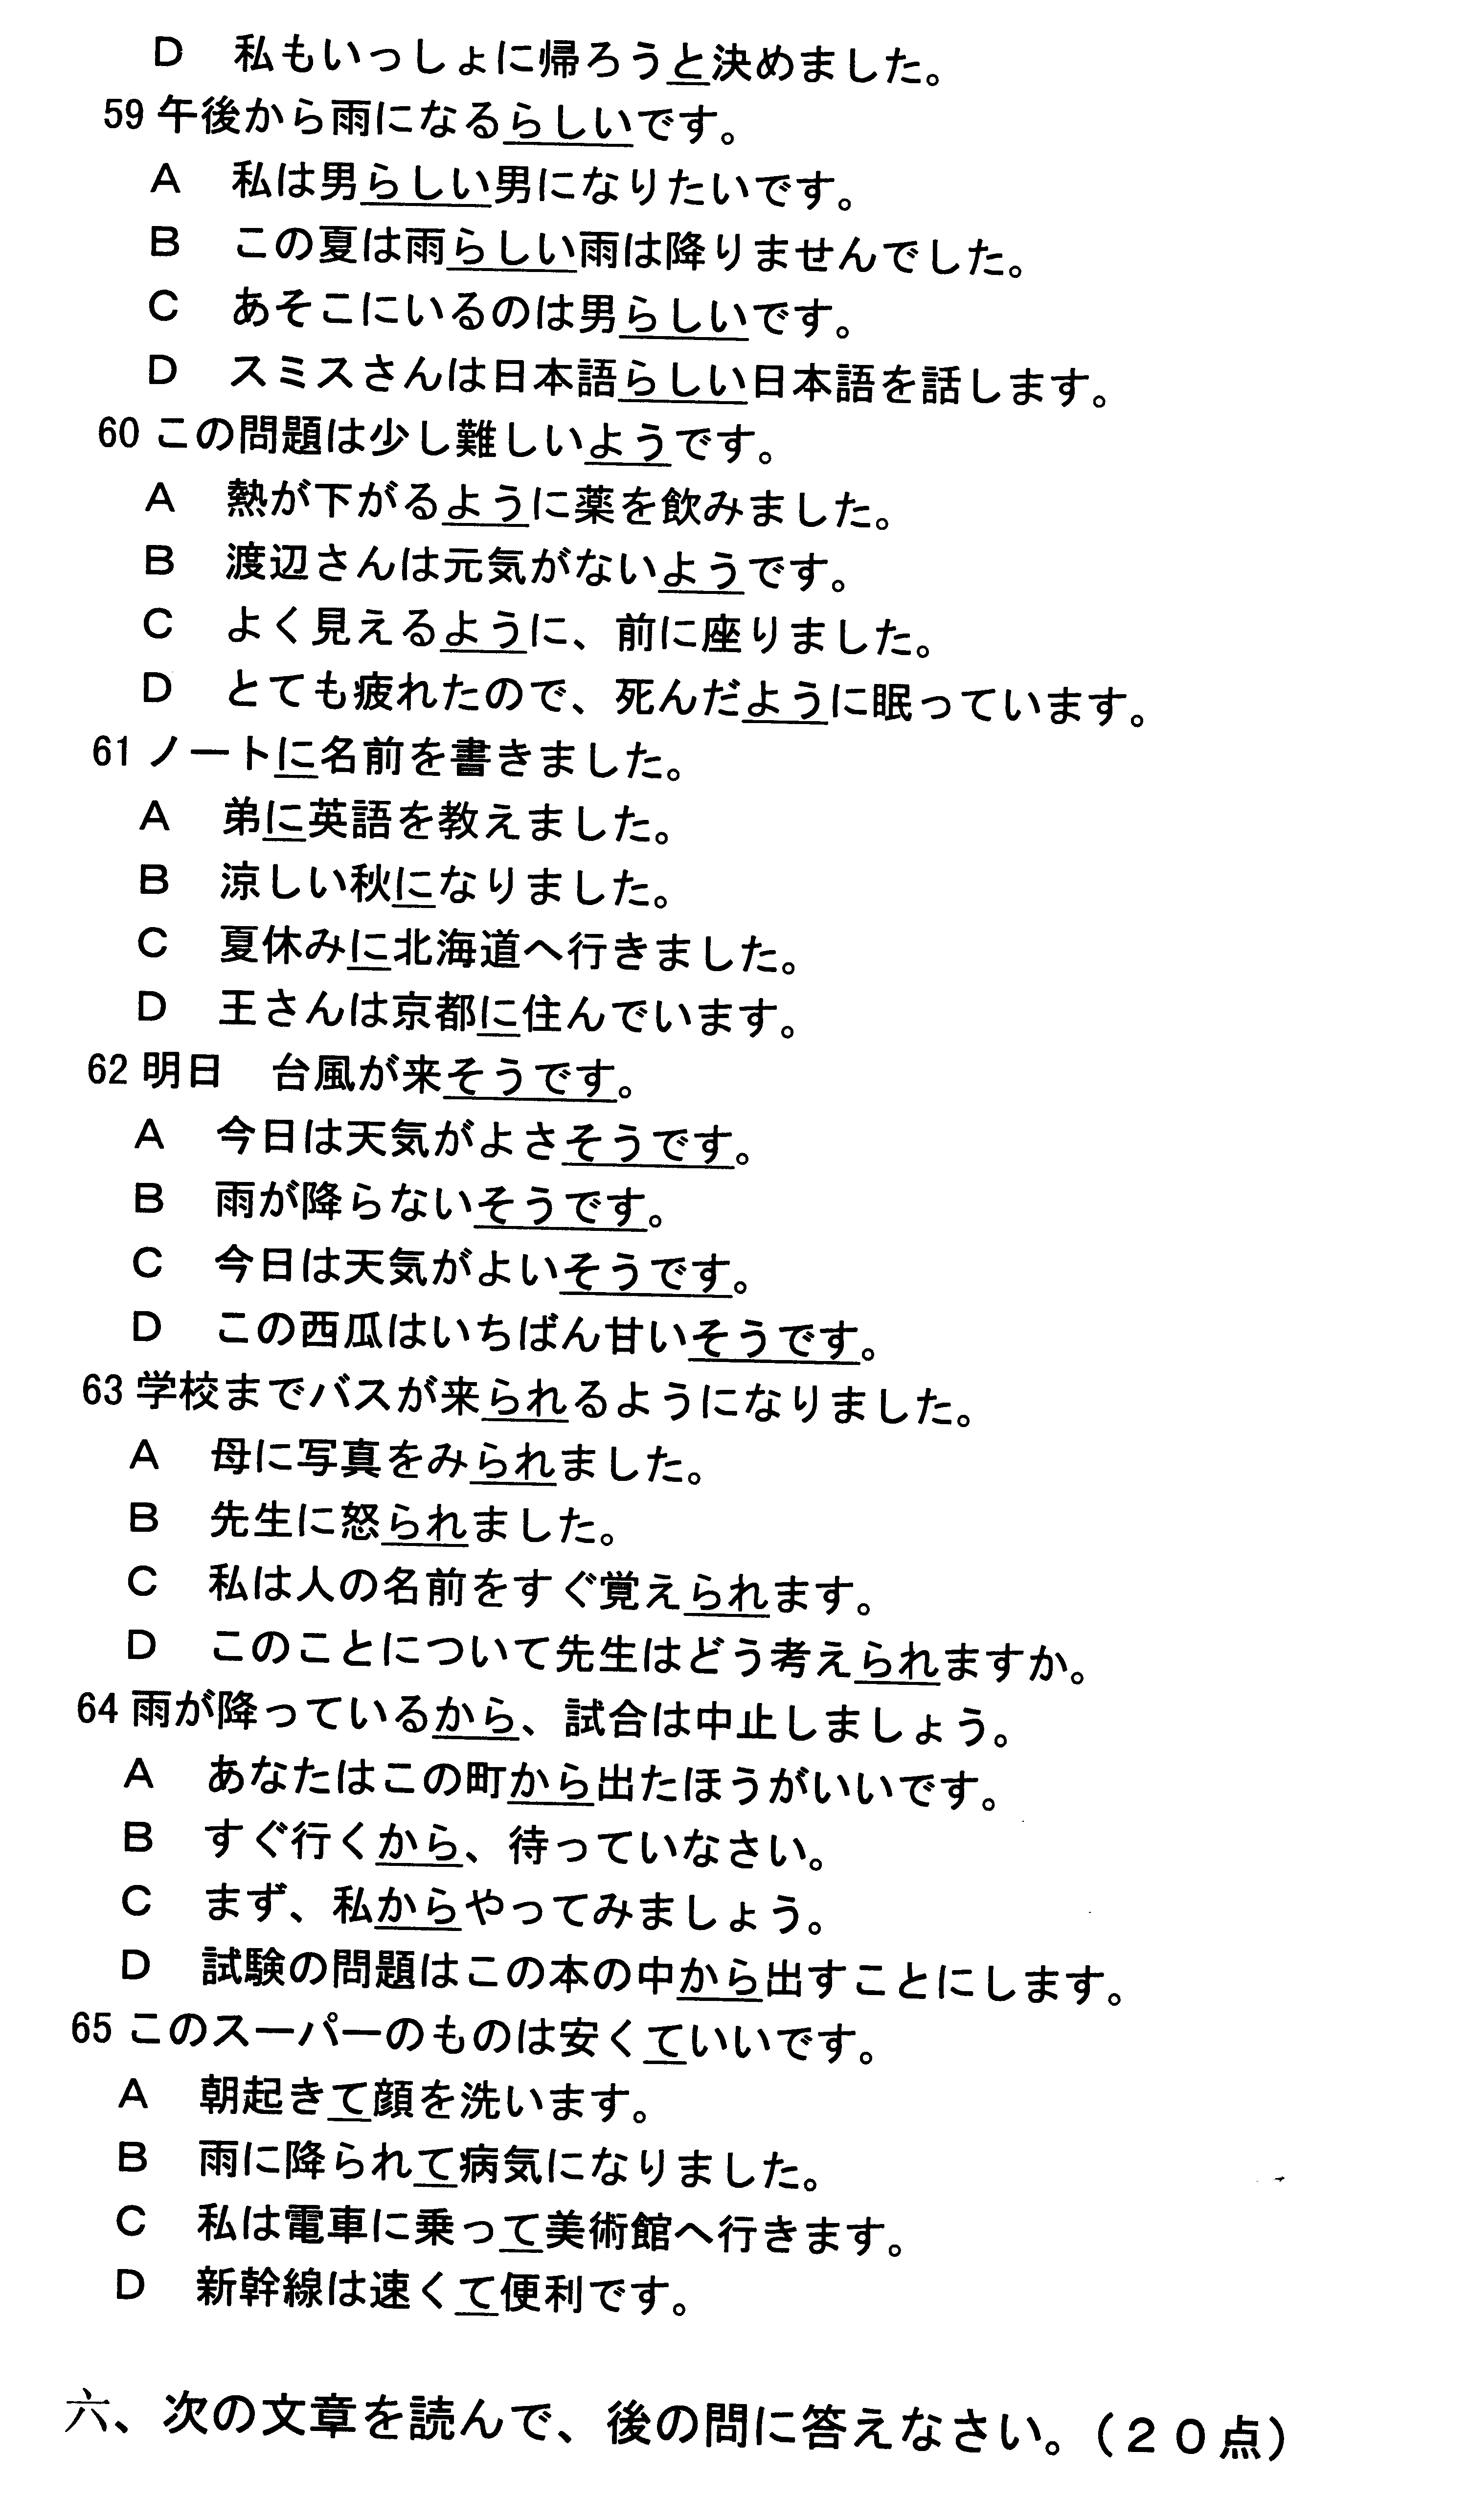 D　私もいっしょに帰ろうと決めました。
59 午後から雨になるらしいです。
A　私は男らしい男になりたいです。
B　この夏は雨らしい雨は降りませんでした。
C　あそこにいるのは男らしいです。
D　スミスさんは日本語らしい日本語を話します。
60 この問題は少し難しいようです。
A　熱が下がるように薬を飲みました。
B　渡辺さんは元気がないようです。
C　よく見えるように、前に座りました。
D　とても疲れたので、死んだように眠っています。
61 ノートに名前を書きました。
A　弟に英語を教えました。
B　涼しい秋になりました。
C　夏休みに北海道へ行きました。
D　王さんは京都に住んでいます。
62 明日　台風が来そうです。
A　今日は天気がよさそうです。
B　雨が降らないそうです。
C　今日は天気がよいそうです。
D　この西瓜はいちばん甘いそうです。
63 学校までバスが来られるようになりました。
A　母に写真をみられました。
B　先生に怒られました。
C　私は人の名前をすぐ覚えられます。
D　このことについて先生はどう考えられますか。
64 雨が降っているから、試合は中止しましょう。
A　あなたはこの町から出たほうがいいです。
B　すぐ行くから、待っていなさい。
C　まず、私からやってみましょう。
D　試験の問題はこの本の中から出すことにします。
65 このスーパーのものは安くていいです。
A　朝起きて顔を洗います。
B　雨に降られて病気になりました。
C　私は電車に乗って美術館へ行きます。
D　新幹線は速くて便利です。
六、次の文章を読んで、後の問に答えなさい。（２０点）